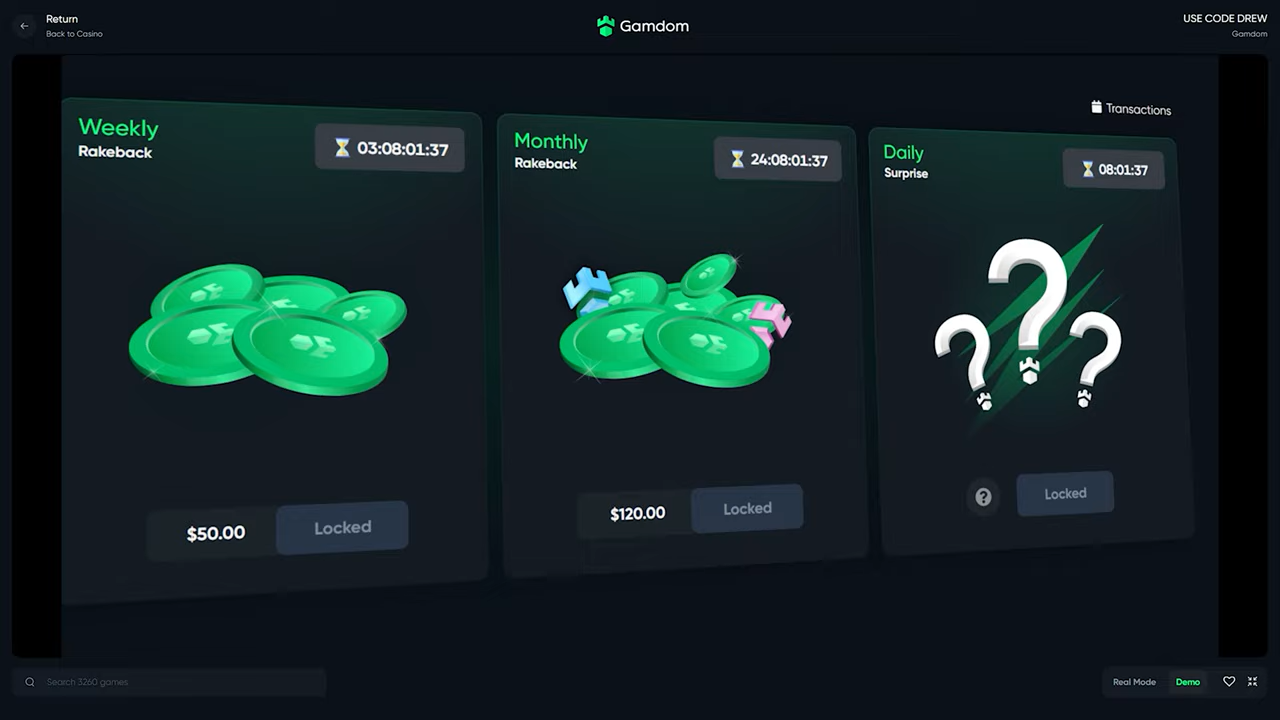 Return
Back to Casino
Gamdom
USE CODE DREW
Gamdom
Transactions
Weekly
Rakeback
03:08:01:37
$50.00
Locked
Monthly
Rakeback
24:08:01:37
$120.00
Locked
Daily
Surprise
08:01:37
?
Locked
Search 3260 games
Real Mode
Demo